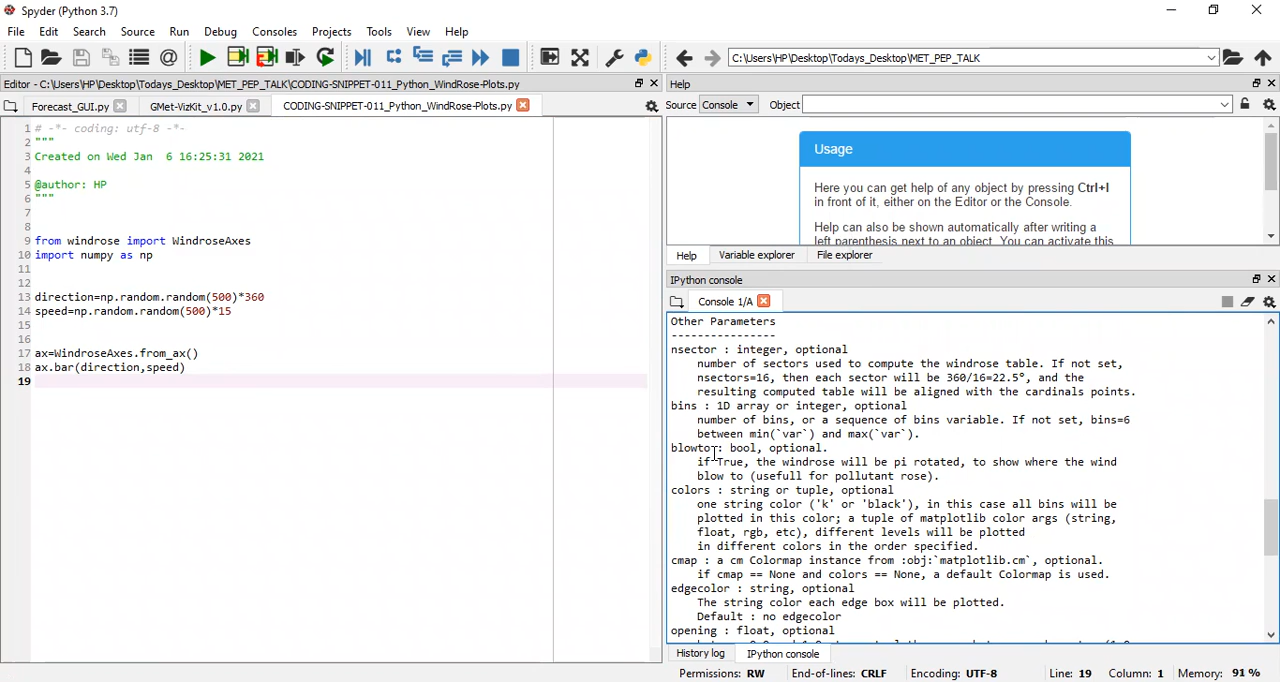 Spyder (Python 3.7)
File Edit Search Source Run Debug Consoles Projects Tools View Help
C:\Users\HP\Desktop\Todays_Desktop\MET_PEP_TALK
Editor - C:\Users\HP\Desktop\Todays_Desktop\MET_PEP_TALK\CODING-SNIPPET-011_Python_WindRose-Plots.py
Forecast_GUI.py GMet-VizKit_v1.0.py CODING-SNIPPET-011_Python_WindRose-Plots.py
1 # -*- coding: utf-8 -*-
2 """
3 Created on Wed Jan  6 16:25:31 2021
4
5 @author: HP
6 """
7
8
9 from windrose import WindroseAxes
10 import numpy as np
11
12
13 direction=np.random.random(500)*360
14 speed=np.random.random(500)*15
15
16
17 ax=WindroseAxes.from_ax()
18 ax.bar(direction,speed)
19
Help
Source Console Object
Usage
Here you can get help of any object by pressing Ctrl+I
in front of it, either on the Editor or the Console.
Help can also be shown automatically after writing a
left parenthesis next to an object. You can activate this
Help Variable explorer File explorer
IPython console
Console 1/A
Other Parameters
----------------
nsector : integer, optional
number of sectors used to compute the windrose table. If not set,
nsectors=16, then each sector will be 360/16=22.5°, and the
resulting computed table will be aligned with the cardinals points.
bins : 1D array or integer, optional
number of bins, or a sequence of bins variable. If not set, bins=6
between min(`var`) and max(`var`).
blowto : bool, optional.
if True, the windrose will be pi rotated, to show where the wind
blow to (usefull for pollutant rose).
colors : string or tuple, optional
one string color ('k' or 'black'), in this case all bins will be
plotted in this color; a tuple of matplotlib color args (string,
float, rgb, etc), different levels will be plotted
in different colors in the order specified.
cmap : a cm Colormap instance from :obj:`matplotlib.cm`, optional.
if cmap == None and colors == None, a default Colormap is used.
edgecolor : string, optional
The string color each edge box will be plotted.
Default : no edgecolor
opening : float, optional
History log IPython console
Permissions: RW End-of-lines: CRLF Encoding: UTF-8 Line: 19 Column: 1 Memory: 91 %